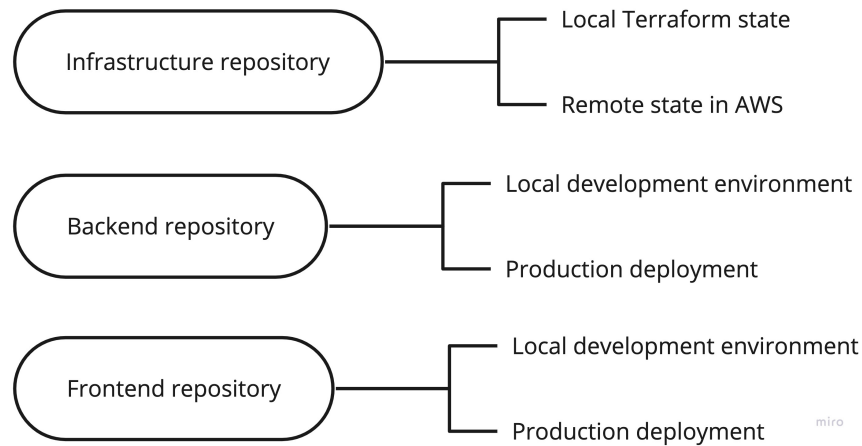 Infrastructure repository
Local Terraform state
Remote state in AWS
Backend repository
Local development environment
Production deployment
Frontend repository
Local development environment
Production deployment
miro